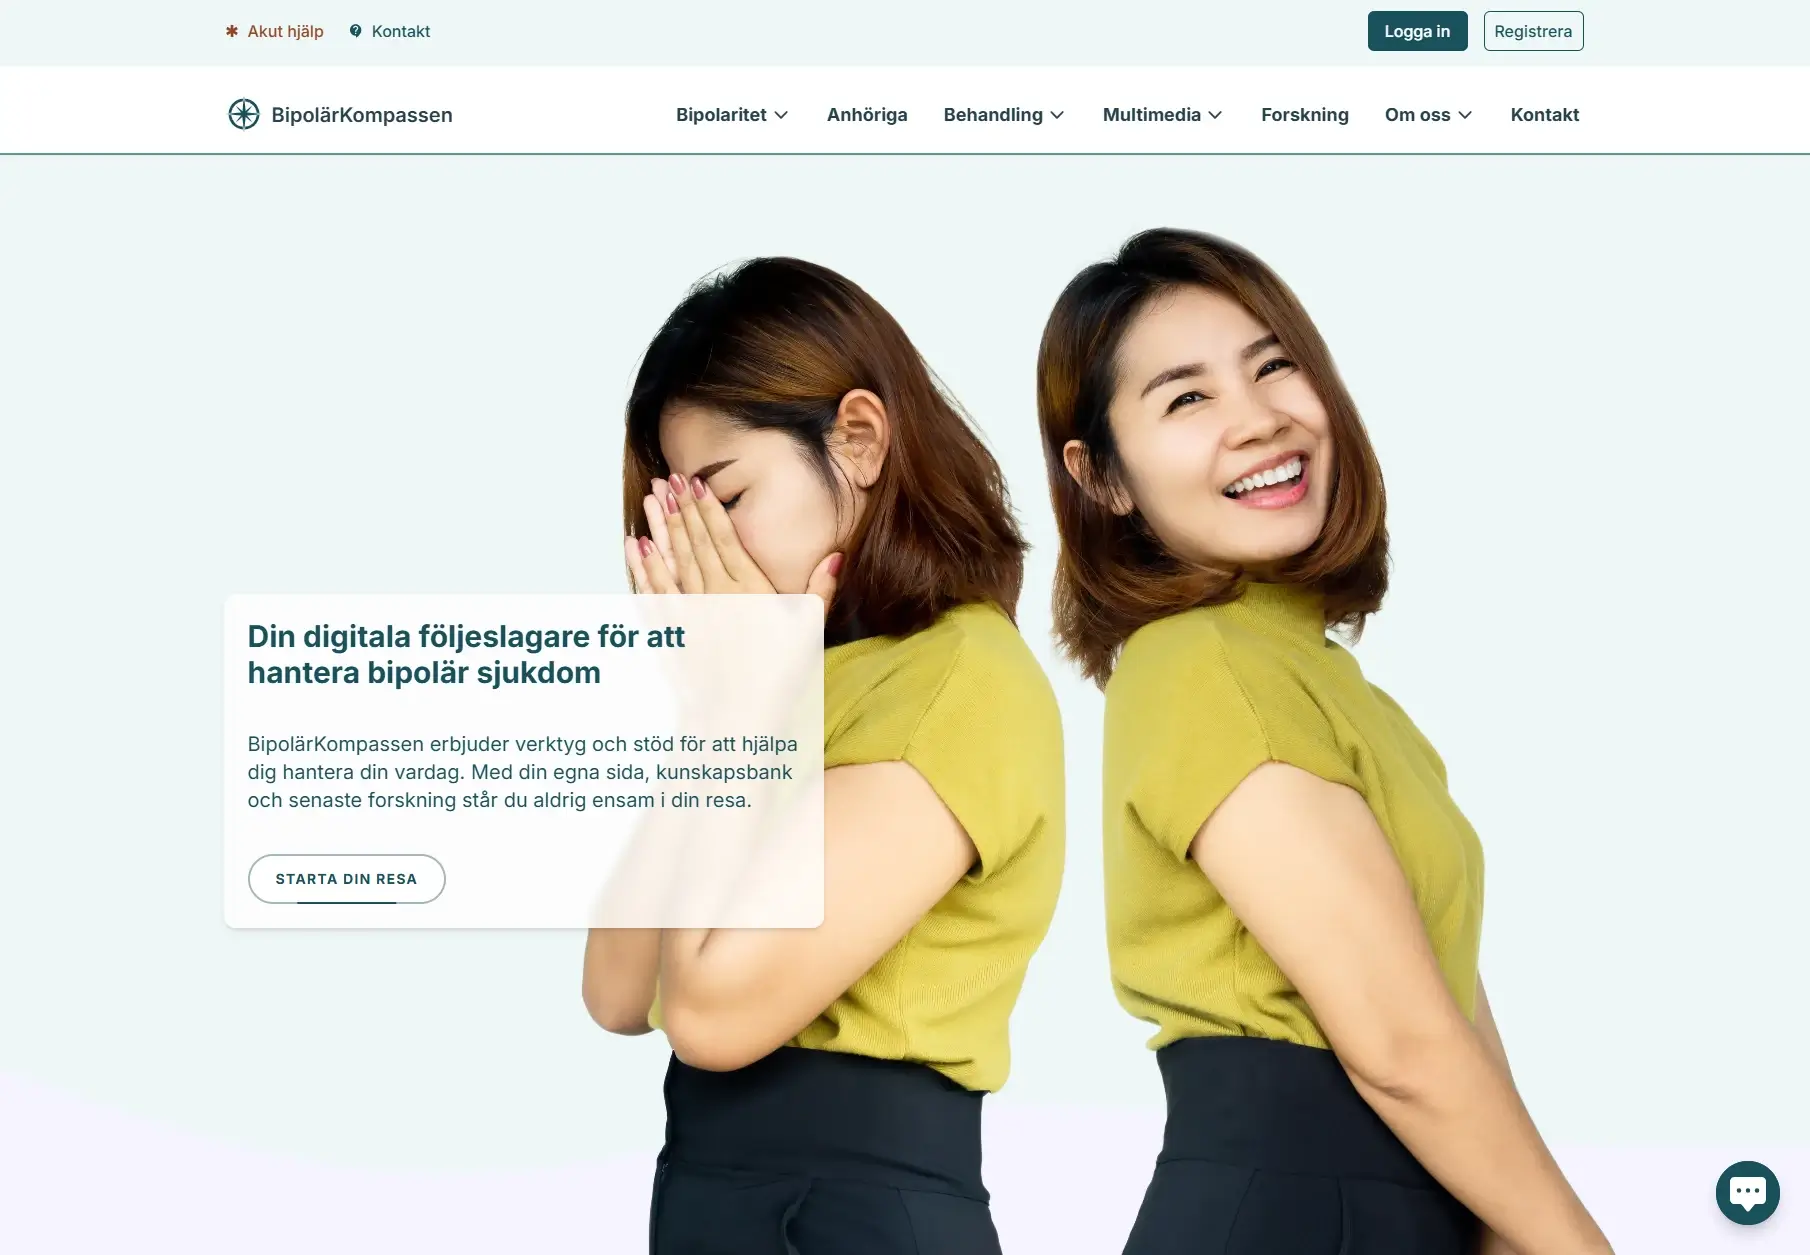 Akut hjälp
Kontakt
Logga in
Registrera
BipolärKompassen
Bipolaritet
Anhöriga
Behandling
Multimedia
Forskning
Om oss
Kontakt
Din digitala följeslagare för att
hantera bipolär sjukdom
BipolärKompassen erbjuder verktyg och stöd för att hjälpa
dig hantera din vardag. Med din egna sida, kunskapsbank
och senaste forskning står du aldrig ensam i din resa.
STARTA DIN RESA